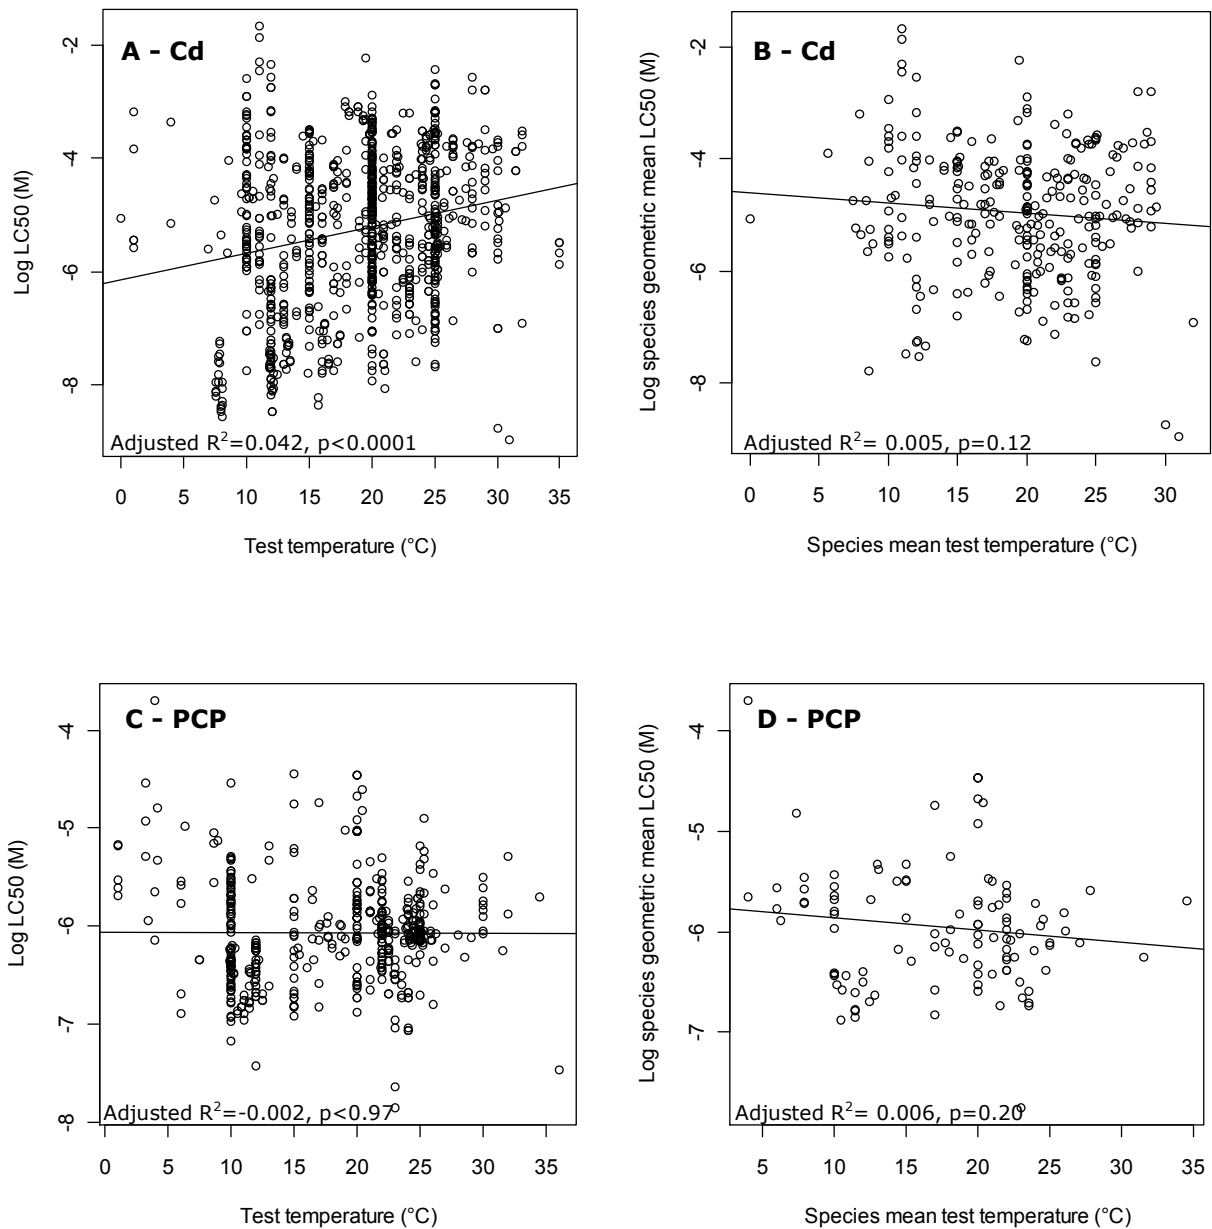 A - Cd
Log LC50 (M)
-2
-4
-6
-8
Adjusted R²=0.042, p<0.0001
0 5 10 15 20 25 30 35
Test temperature (°C)
B - Cd
Log species geometric mean LC50 (M)
-2
-4
-6
-8
Adjusted R²= 0.005, p=0.12
0 5 10 15 20 25 30
Species mean test temperature (°C)
C - PCP
Log LC50 (M)
-4
-5
-6
-7
-8
Adjusted R²=-0.002, p<0.97
0 5 10 15 20 25 30 35
Test temperature (°C)
D - PCP
Log species geometric mean LC50 (M)
-4
-5
-6
-7
Adjusted R²= 0.006, p=0.20
5 10 15 20 25 30 35
Species mean test temperature (°C)